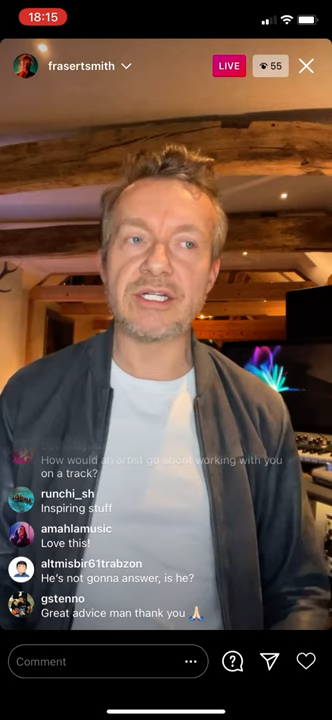 18:15
frasertsmith
LIVE
55
How would an artist go about working with you
on a track?
runchi_sh
Inspiring stuff
amahlamusic
Love this!
altmisbir61trabzon
He's not gonna answer, is he?
gstenno
Great advice man thank you 🙏🏻
Comment